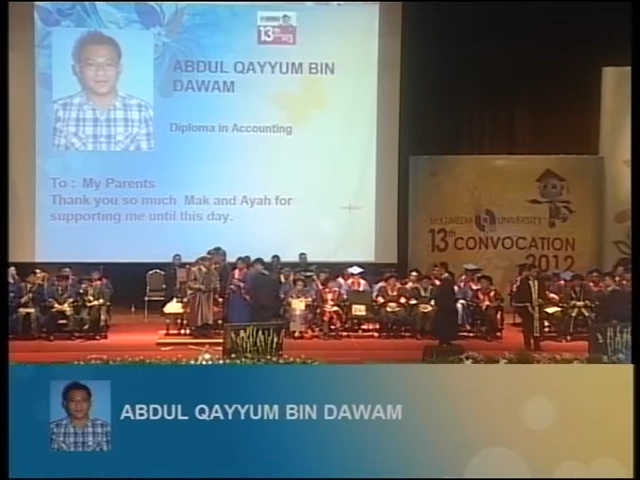 13th
ABDUL QAYYUM BIN
DAWAM
Diploma in Accounting
To : My Parents
Thank you so much Mak and Ayah for
supporting me until this day.
MULTIMEDIA UNIVERSITY
13th CONVOCATION
2012
ABDUL QAYYUM BIN DAWAM